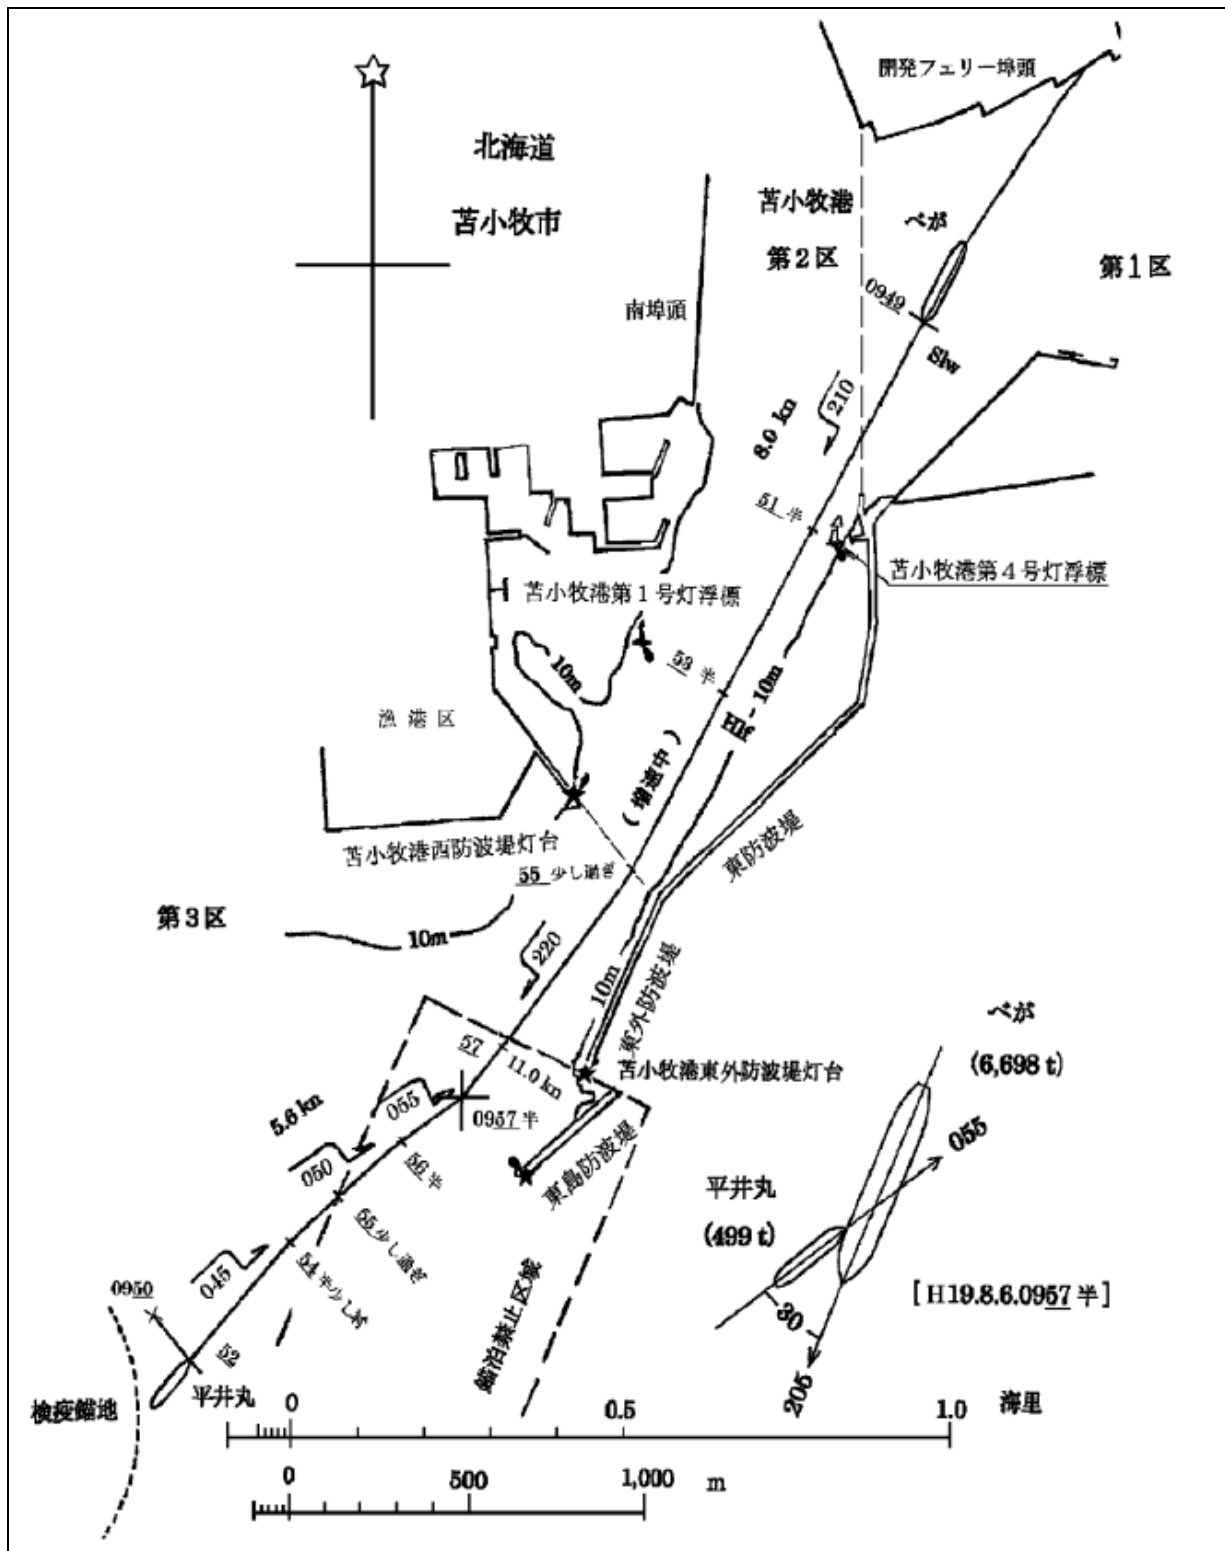 開発フェリー埠頭
北海道
苫小牧市
苫小牧港
第2区
べが
第1区
0949
Slw
南埠頭
210
8.0 kn
51 半
苫小牧港第4号灯浮標
苫小牧港第1号灯浮標
10m
53 半
10m
Hlf
漁港区
(増速中)
苫小牧港西防波堤灯台
東防波堤
55 少し過ぎ
第3区
10m
220
10m
東外防波堤
べが
(6,698 t)
57
11.0 kn
苫小牧港東外防波堤灯台
055
5.6 kn
0957 半
050
56 半
東島防波堤
055
平井丸
(499 t)
55 少し過ぎ
045
54 半少し前
0950
錨泊禁止区域
30
[H19.8.6.0957 半]
52
205
検疫錨地
平井丸
0
0.5
1.0
海里
0
500
1,000
m